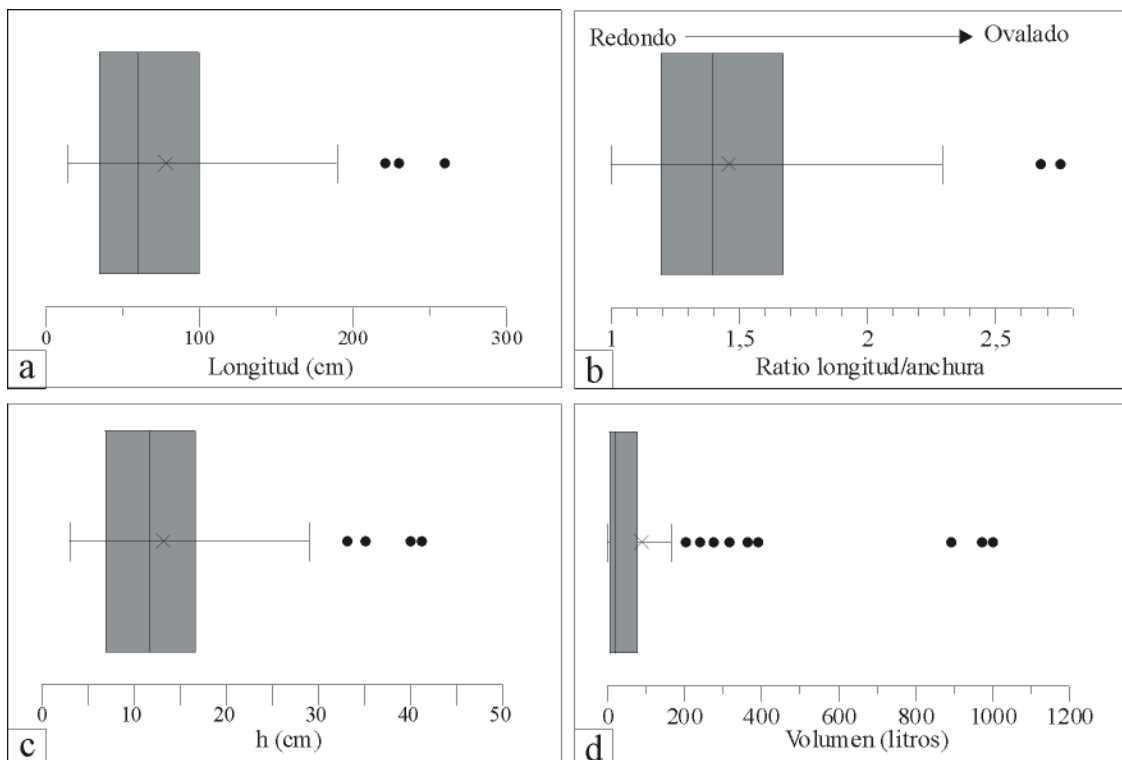 0 100 200 300
Longitud (cm)
a
Redondo Ovalado
1 1,5 2 2,5
Ratio longitud/anchura
b
0 10 20 30 40 50
h (cm)
c
0 200 400 600 800 1000 1200
Volumen (litros)
d